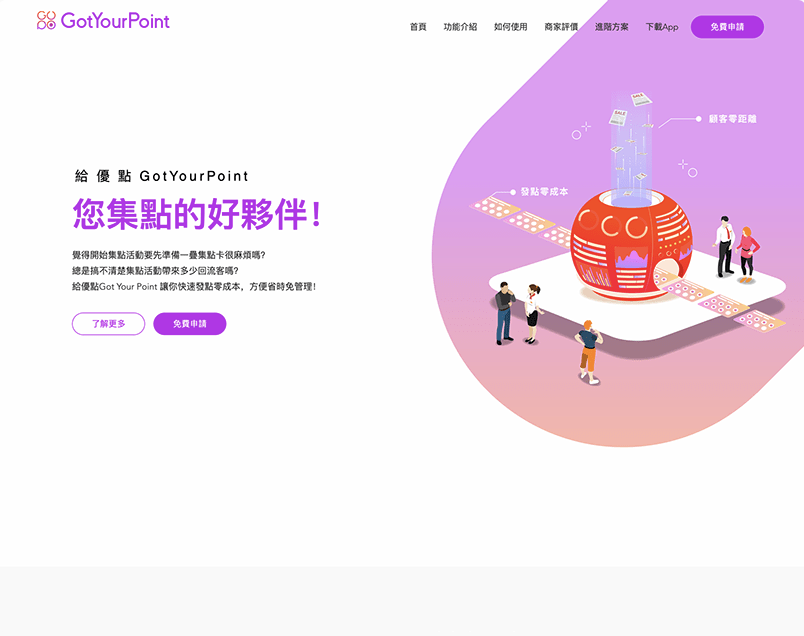 GotYourPoint
首頁 功能介紹 如何使用 商家評價 進階方案 下載App 免費申請
顧客零距離
發點零成本
給優點 GotYourPoint
您集點的好夥伴！
覺得開始集點活動要先準備一疊集點卡很麻煩嗎？
總是搞不清楚集點活動帶來多少回流客嗎？
給優點Got Your Point 讓你快速發點零成本，方便省時免管理！
了解更多 免費申請
SALE
SALE